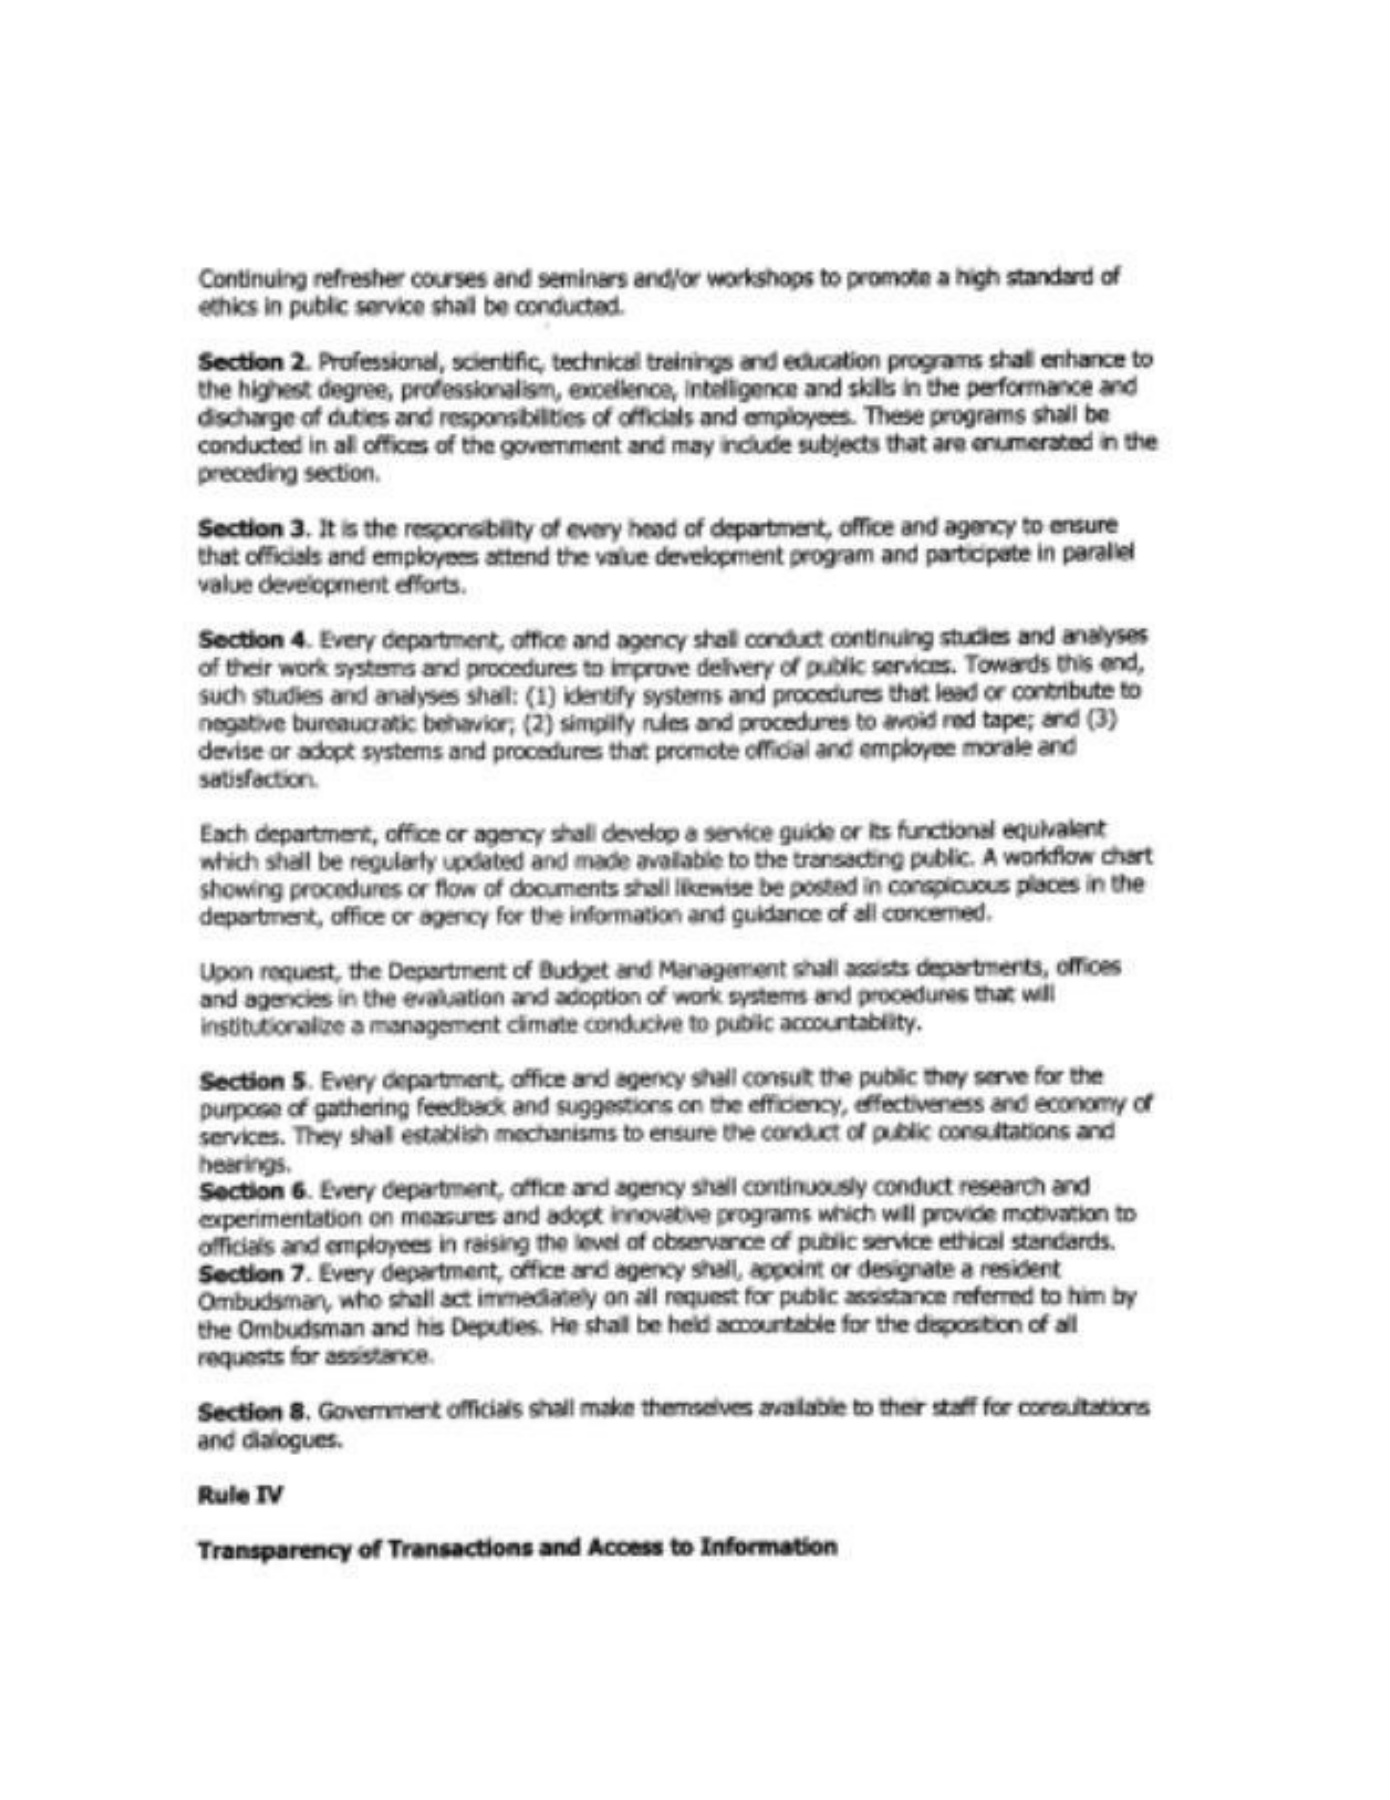 Continuing refresher courses and seminars and/or workshops to promote a high standard of
ethics in public service shall be conducted.
Section 2. Professional, scientific, technical trainings and education programs shall enhance to
the highest degree, professionalism, excellence, intelligence and skills in the performance and
discharge of duties and responsibilities of officials and employees. These programs shall be
conducted in all offices of the government and may include subjects that are enumerated in the
preceding section.
Section 3. It is the responsibility of every head of department, office and agency to ensure
that officials and employees attend the value development program and participate in parallel
value development efforts.
Section 4. Every department, office and agency shall conduct continuing studies and analyses
of their work systems and procedures to improve delivery of public services. Towards this end,
such studies and analyses shall: (1) identify systems and procedures that lead or contribute to
negative bureaucratic behavior; (2) simplify rules and procedures to avoid red tape; and (3)
devise or adopt systems and procedures that promote official and employee morale and
satisfaction.
Each department, office or agency shall develop a service guide or its functional equivalent
which shall be regularly updated and made available to the transacting public. A workflow chart
showing procedures or flow of documents shall likewise be posted in conspicuous places in the
department, office or agency for the information and guidance of all concerned.
Upon request, the Department of Budget and Management shall assists departments, offices
and agencies in the evaluation and adoption of work systems and procedures that will
institutionalize a management climate conducive to public accountability.
Section 5. Every department, office and agency shall consult the public they serve for the
purpose of gathering feedback and suggestions on the efficiency, effectiveness and economy of
services. They shall establish mechanisms to ensure the conduct of public consultations and
hearings.
Section 6. Every department, office and agency shall continuously conduct research and
experimentation on measures and adopt innovative programs which will provide motivation to
officials and employees in raising the level of observance of public service ethical standards.
Section 7. Every department, office and agency shall, appoint or designate a resident
Ombudsman, who shall act immediately on all request for public assistance referred to him by
the Ombudsman and his Deputies. He shall be held accountable for the disposition of all
requests for assistance.
Section 8. Government officials shall make themselves available to their staff for consultations
and dialogues.
Rule IV
Transparency of Transactions and Access to Information